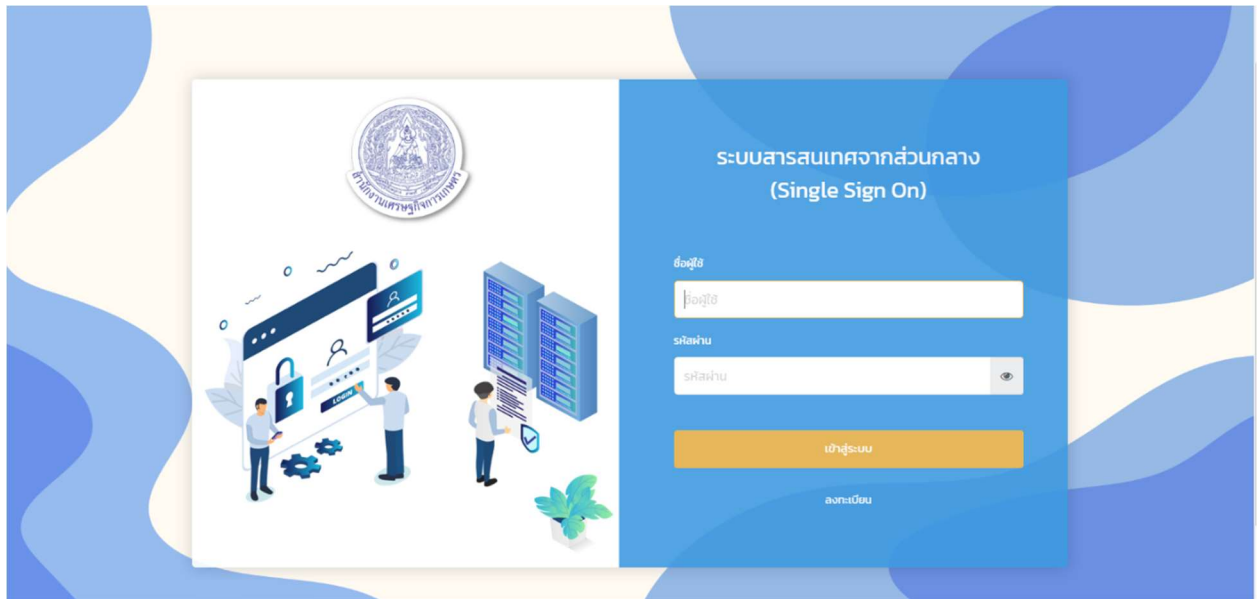 สำนักงานเศรษฐกิจการเกษตร
ระบบสารสนเทศจากส่วนกลาง
(Single Sign On)
ชื่อผู้ใช้
ชื่อผู้ใช้
รหัสผ่าน
รหัสผ่าน
LOGIN
เข้าสู่ระบบ
ลงทะเบียน